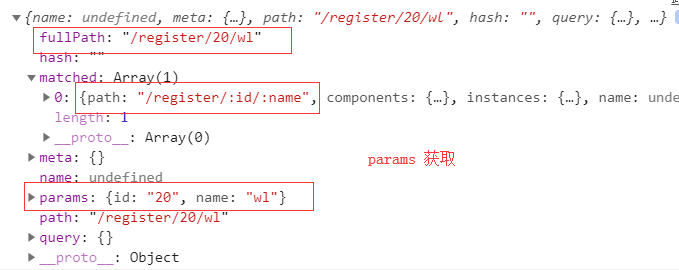 {name: undefined, meta: {…}, path: "/register/20/wl", hash: "", query: {…}, …}
fullPath: "/register/20/wl"
hash: ""
matched: Array(1)
0: {path: "/register/:id/:name", components: {…}, instances: {…}, name: unde
length: 1
__proto__: Array(0)
meta: {}
params 获取
name: undefined
params: {id: "20", name: "wl"}
path: "/register/20/wl"
query: {}
__proto__: Object